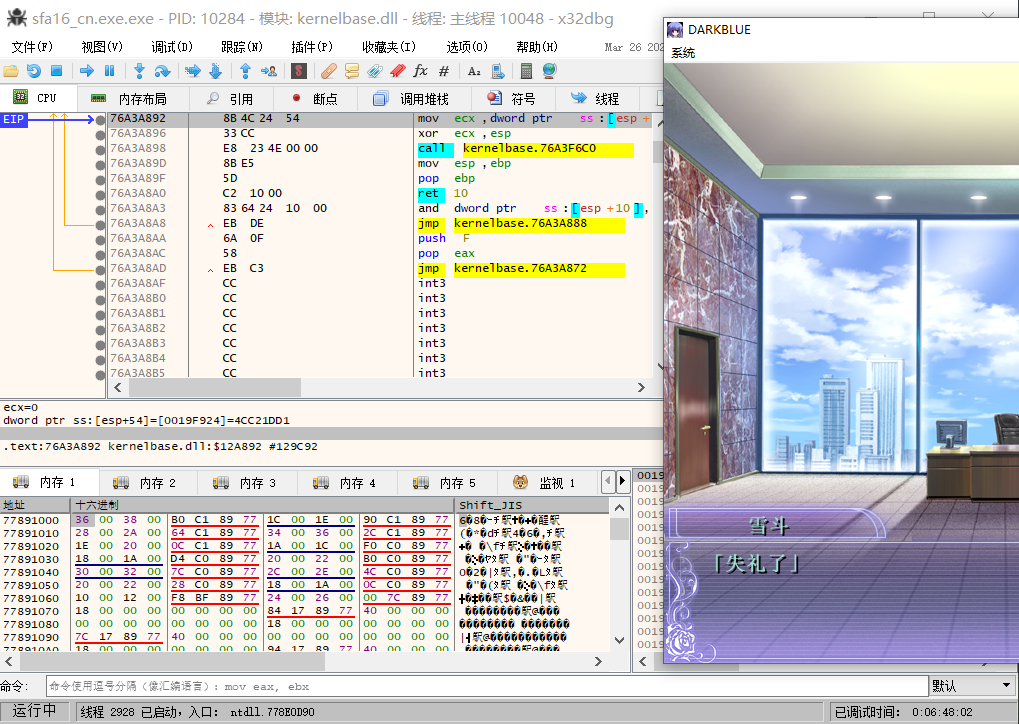 sfa16_cn.exe.exe - PID: 10284 - 模块: kernelbase.dll - 线程: 主线程 10048 - x32dbg
文件(F) 视图(V) 调试(D) 跟踪(N) 插件(P) 收藏夹(I) 选项(O) 帮助(H) Mar 26 202
CPU 内存布局 引用 断点 调用堆栈 符号 线程
EIP
76A3A892 8B 4C 24 54 mov ecx ,dword ptr ss :[esp +
76A3A896 33 CC xor ecx ,esp
76A3A898 E8 23 4E 00 00 call kernelbase.76A3F6C0
76A3A89D 8B E5 mov esp ,ebp
76A3A89F 5D pop ebp
76A3A8A0 C2 10 00 ret 10
76A3A8A3 83 64 24 10 00 and dword ptr ss :[esp +10 ],
76A3A8A8 EB DE jmp kernelbase.76A3A888
76A3A8AA 6A 0F push F
76A3A8AC 58 pop eax
76A3A8AD EB C3 jmp kernelbase.76A3A872
76A3A8AF CC int3
76A3A8B0 CC int3
76A3A8B1 CC int3
76A3A8B2 CC int3
76A3A8B3 CC int3
76A3A8B4 CC int3
76A3A8B5 CC int3
ecx=0
dword ptr ss:[esp+54]=[0019F924]=4CC21DD1
.text:76A3A892 kernelbase.dll:$12A892 #129C92
内存 1 内存 2 内存 3 内存 4 内存 5 监视 1
地址 十六进制 Shift_JIS
77891000 36 00 38 00 B0 C1 89 77 1C 00 1E 00 90 C1 89 77
77891010 28 00 2A 00 64 C1 89 77 34 00 36 00 2C C1 89 77
77891020 1E 00 20 00 0C C1 89 77 1A 00 1C 00 F0 C0 89 77
77891030 18 00 1A 00 D4 C0 89 77 20 00 22 00 B0 C0 89 77
77891040 30 00 32 00 7C C0 89 77 2C 00 2E 00 4C C0 89 77
77891050 20 00 22 00 28 C0 89 77 18 00 1A 00 0C C0 89 77
77891060 10 00 12 00 F8 BF 89 77 24 00 26 00 00 7C 89 77
77891070 18 00 00 00 00 00 00 00 84 17 89 77 40 00 00 00
77891080 00 00 00 00 00 00 00 00 18 00 00 00 00 00 00 00
77891090 7C 17 89 77 40 00 00 00 00 00 00 00 00 00 00 00
778910A0 18 00 00 00 00 00 00 00 94 17 89 77 40 00 00 00
命令: 命令使用逗号分隔（像汇编语言）: mov eax, ebx 默认
运行中 线程 2928 已启动，入口： ntdll.778E0D90 已调试时间： 0:06:48:02
DARKBLUE
系统
雪斗
「失礼了」